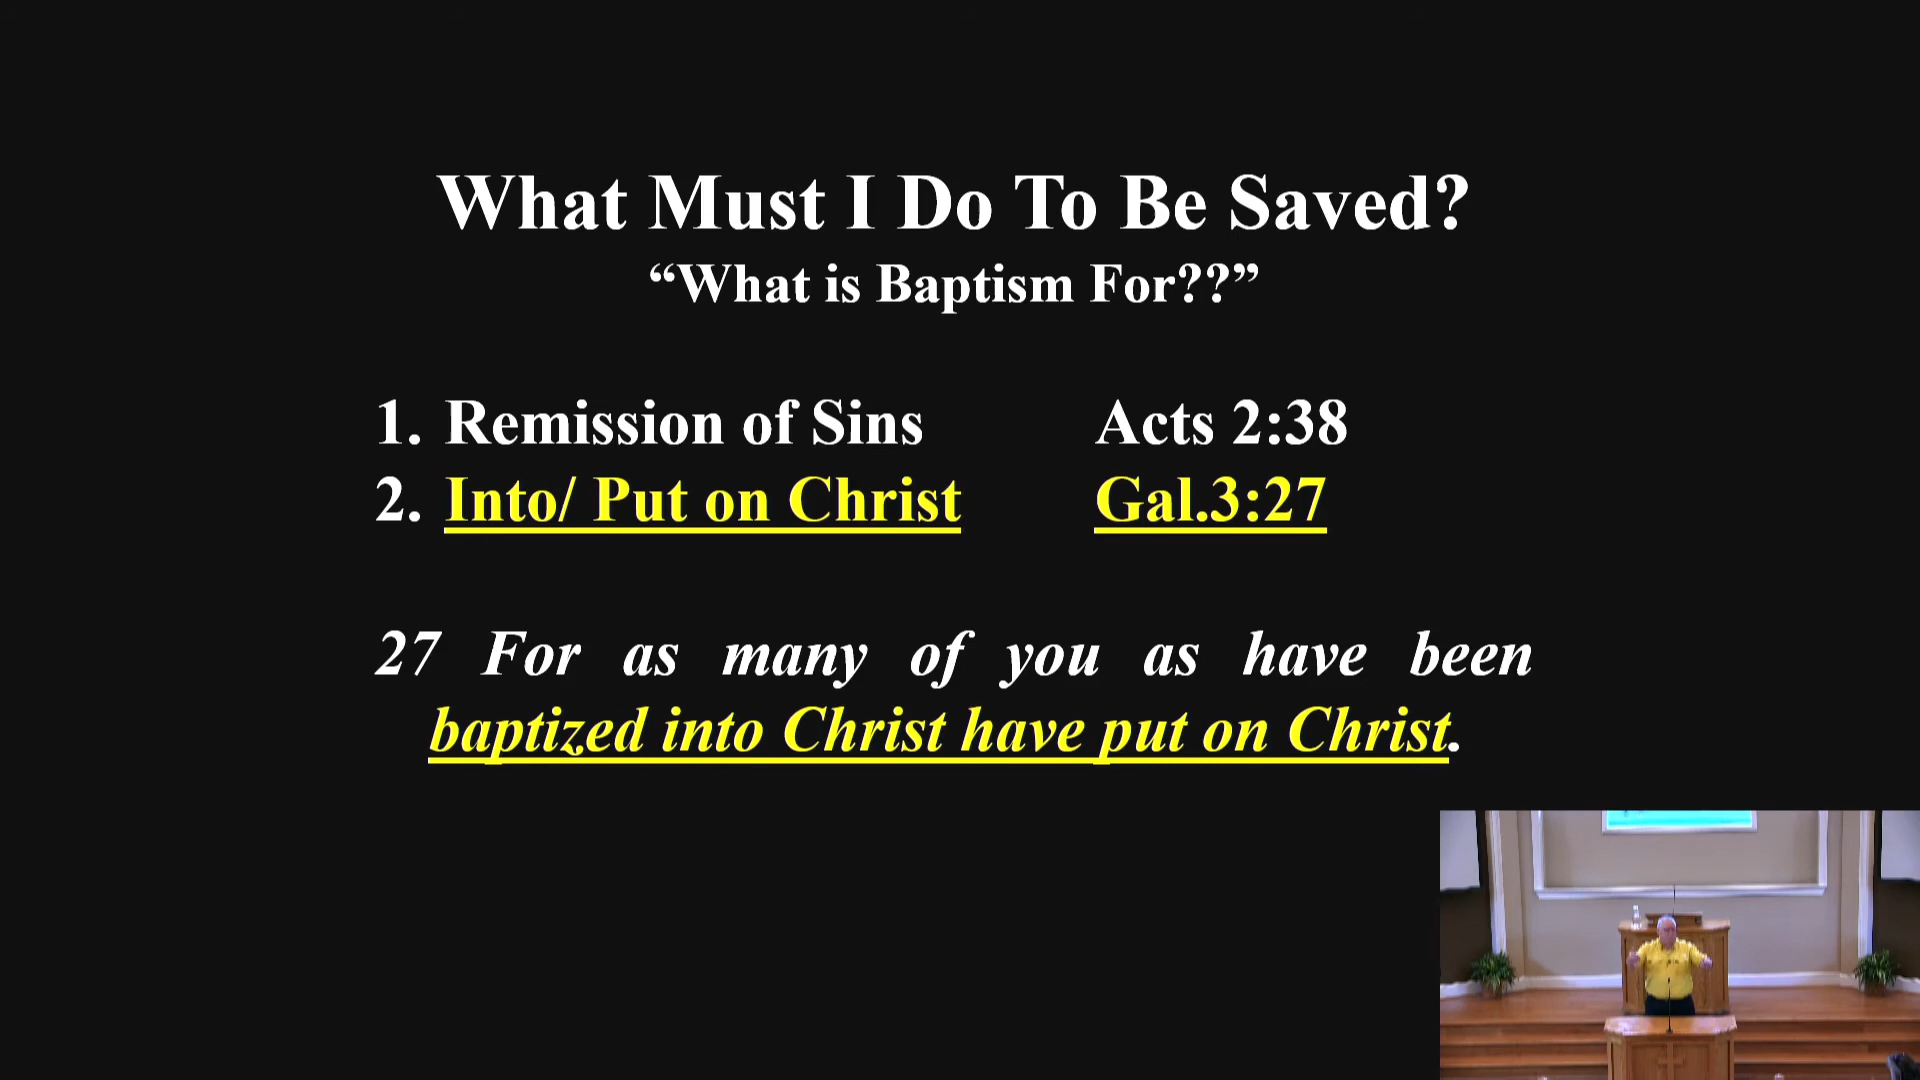 What Must I Do To Be Saved?
“What is Baptism For??”
1. Remission of Sins Acts 2:38
2. Into/ Put on Christ Gal.3:27
27 For as many of you as have been
baptized into Christ have put on Christ.